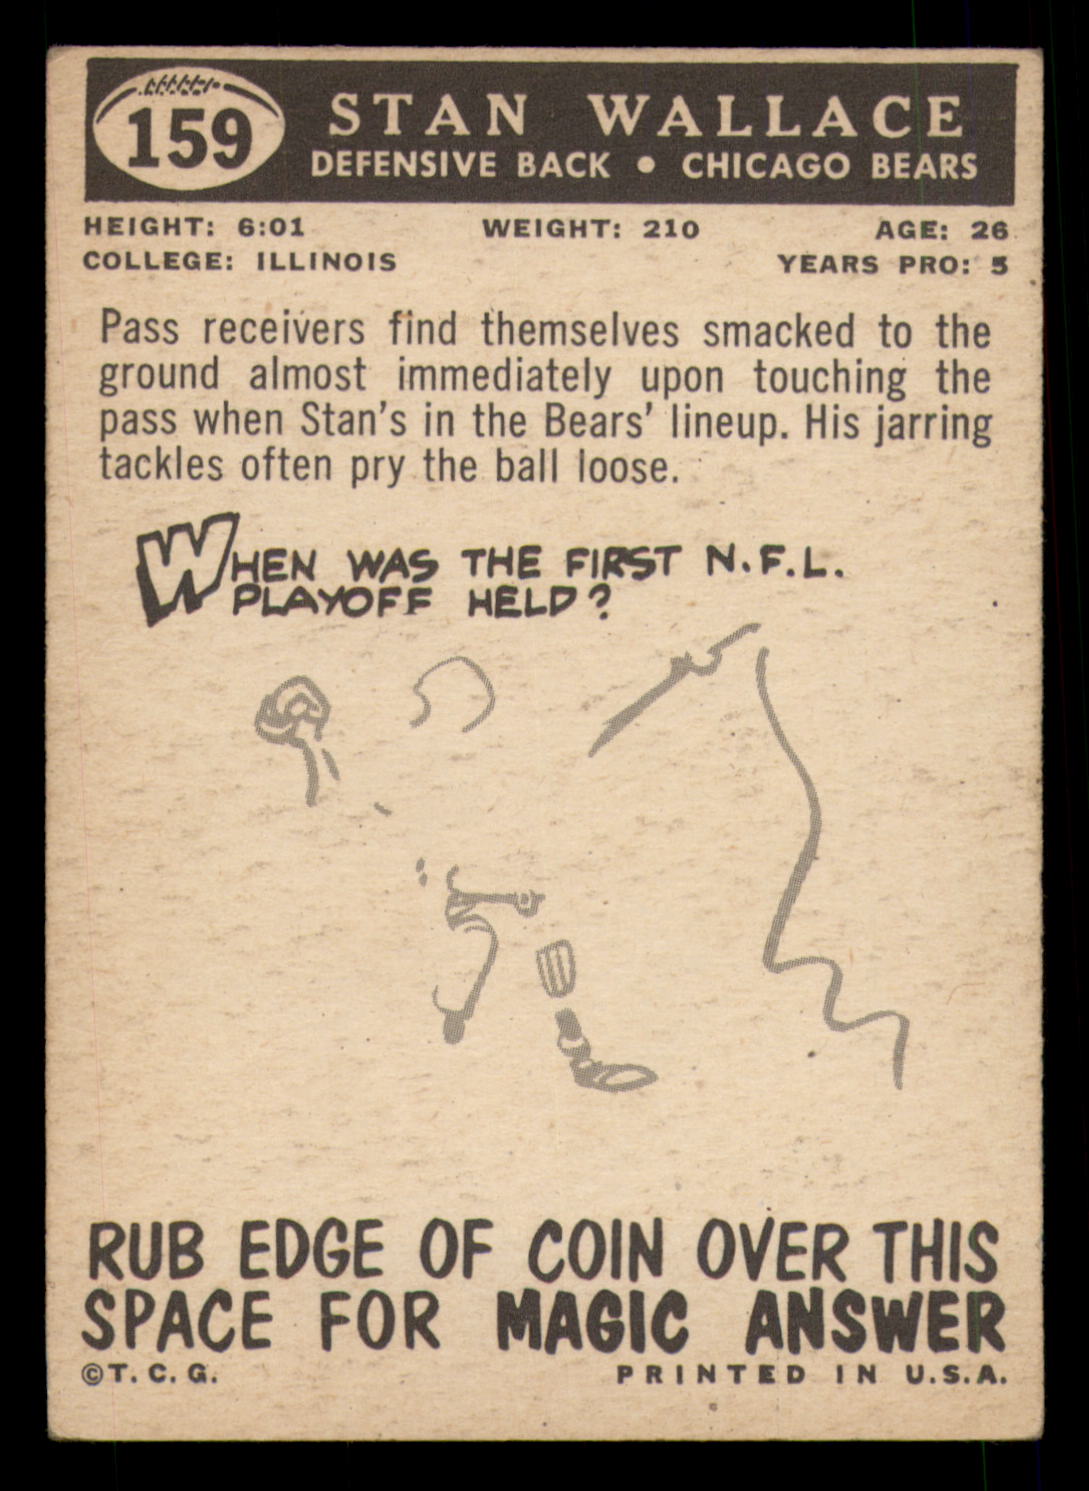 159
STAN WALLACE
DEFENSIVE BACK • CHICAGO BEARS
HEIGHT: 6:01 WEIGHT: 210 AGE: 26
COLLEGE: ILLINOIS YEARS PRO: 5
Pass receivers find themselves smacked to the
ground almost immediately upon touching the
pass when Stan's in the Bears' lineup. His jarring
tackles often pry the ball loose.
WHEN WAS THE FIRST N.F.L.
PLAYOFF HELD?
RUB EDGE OF COIN OVER THIS
SPACE FOR MAGIC ANSWER
©T. C. G. PRINTED IN U.S.A.